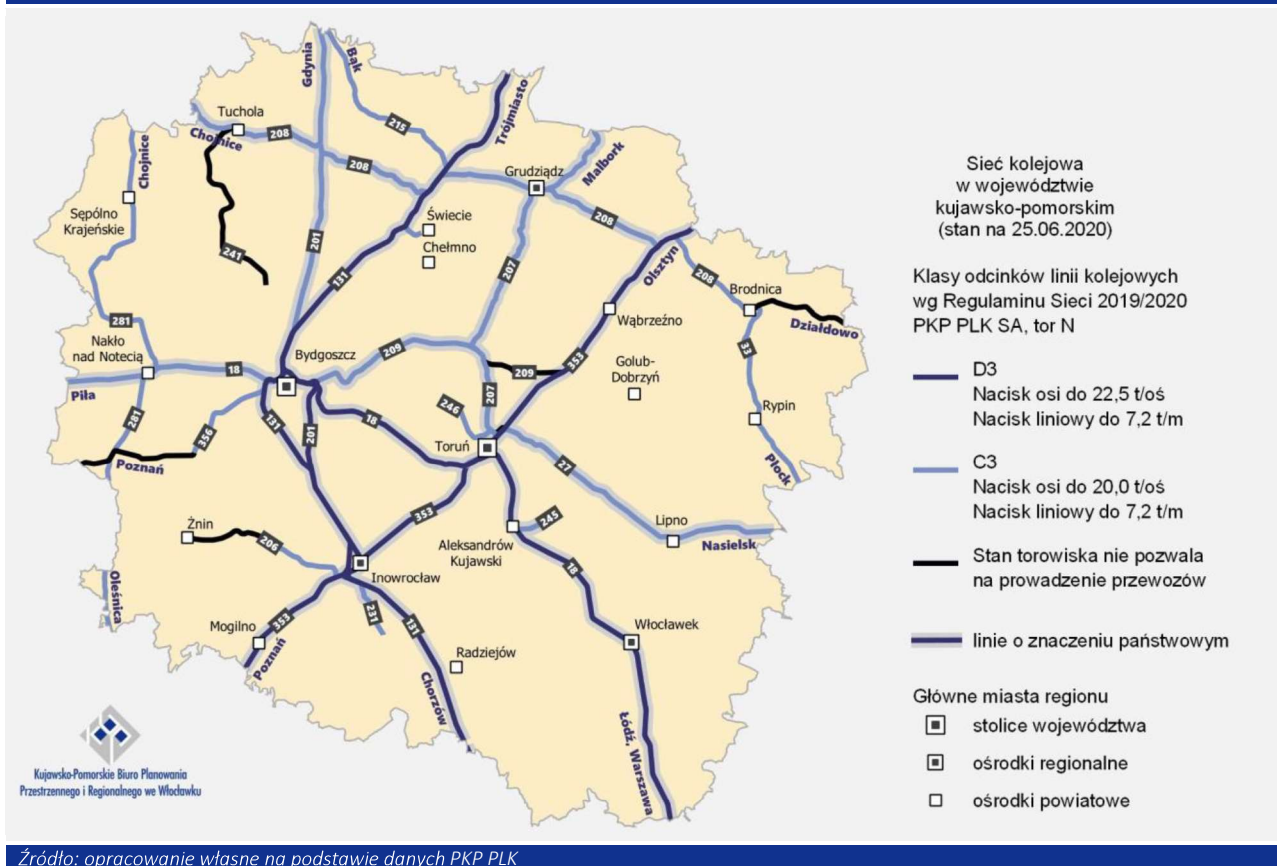 Gdynia
Bąk
Trójmiasto
Tuchola
Chojnice
208
215
Chojnice
208
Grudziądz
Malbork
Sępólno
Krajeńskie
Świecie
Chełmno
208
201
241
131
207
Olsztyn
208
Brodnica
Działdowo
281
Wąbrzeźno
Nakło
nad Notecią
Bydgoszcz
209
353
33
18
209
Golub-
Dobrzyń
Piła
281
131
201
18
246
207
Rypin
356
Toruń
Poznań
27
Płock
Żnin
206
353
245
Lipno
Nasielsk
Aleksandrów
Kujawski
18
Oleśnica
Inowrocław
353
231
131
Mogilno
Poznań
Włocławek
Radziejów
Chorzów
Łódź, Warszawa
Kujawsko-Pomorskie Biuro Planowania
Przestrzennego i Regionalnego we Włocławku
Sieć kolejowa
w województwie
kujawsko-pomorskim
(stan na 25.06.2020)
Klasy odcinków linii kolejowych
wg Regulaminu Sieci 2019/2020
PKP PLK SA, tor N
D3
Nacisk osi do 22,5 t/oś
Nacisk liniowy do 7,2 t/m
C3
Nacisk osi do 20,0 t/oś
Nacisk liniowy do 7,2 t/m
Stan torowiska nie pozwala
na prowadzenie przewozów
linie o znaczeniu państwowym
Główne miasta regionu
stolice województwa
ośrodki regionalne
ośrodki powiatowe
Źródło: opracowanie własne na podstawie danych PKP PLK